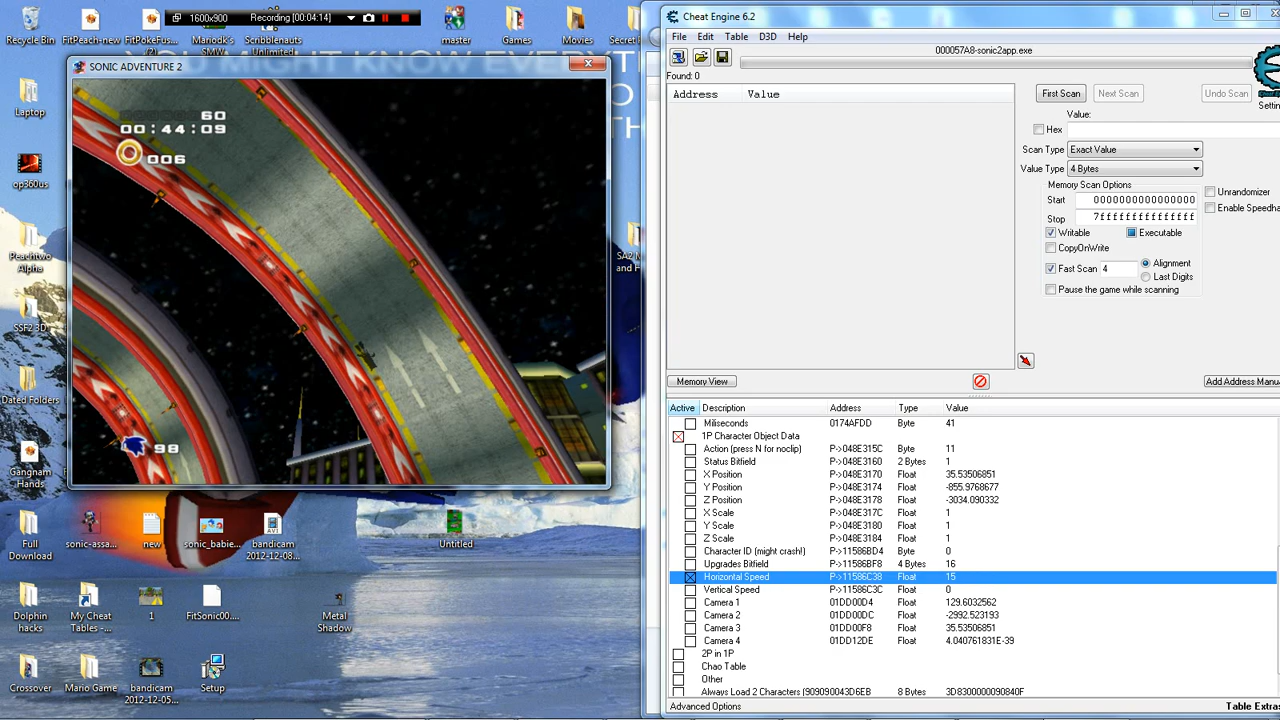 1600x900 Recording [00:04:14]
Recycle Bin
FitPeach-new
FitPokeFus...
Mariodk's SMW
Scribblenauts Unlimited
master
Games
Movies
Laptop
op360us
Peachtwo Alpha
SSF2 3D
Dated Folders
Gangnam Hands
Full Download
sonic-assa...
new
sonic_babie...
bandicam 2012-12-08...
Untitled
Dolphin hacks
My Cheat Tables -...
1
FitSonic00....
Metal Shadow
Crossover
Mario Game
bandicam 2012-12-05...
Setup
SONIC ADVENTURE 2
60
00:44:09
006
98
Cheat Engine 6.2
File Edit Table D3D Help
000057A8-sonic2app.exe
Found: 0
Address Value
First Scan Next Scan Undo Scan
Value:
Hex
Scan Type Exact Value
Value Type 4 Bytes
Memory Scan Options
Start 0000000000000000
Stop 7fffffffffffffff
Writable Executable
CopyOnWrite
Fast Scan 4 Alignment
Last Digits
Pause the game while scanning
Unrandomizer
Enable Speedha
Memory View
Add Address Manu
Active Description Address Type Value
Miliseconds 0174AFDD Byte 41
1P Character Object Data
Action (press N for noclip) P->048E315C Byte 11
Status Bitfield P->048E3160 2 Bytes 1
X Position P->048E3170 Float 35.53506851
Y Position P->048E3174 Float -855.9768677
Z Position P->048E3178 Float -3034.090332
X Scale P->048E317C Float 1
Y Scale P->048E3180 Float 1
Z Scale P->048E3184 Float 1
Character ID (might crash!) P->11586BD4 Byte 0
Upgrades Bitfield P->11586BF8 4 Bytes 16
Horizontal Speed P->11586C38 Float 15
Vertical Speed P->11586C3C Float 0
Camera 1 01DD00D4 Float 129.6032562
Camera 2 01DD00DC Float -2992.523193
Camera 3 01DD00F8 Float 35.53506851
Camera 4 01DD12DE Float 4.040761831E-39
2P in 1P
Chao Table
Other
Always Load 2 Characters [909090043D6EB 8 Bytes 3D8300000090840F
Advanced Options
Table Extras